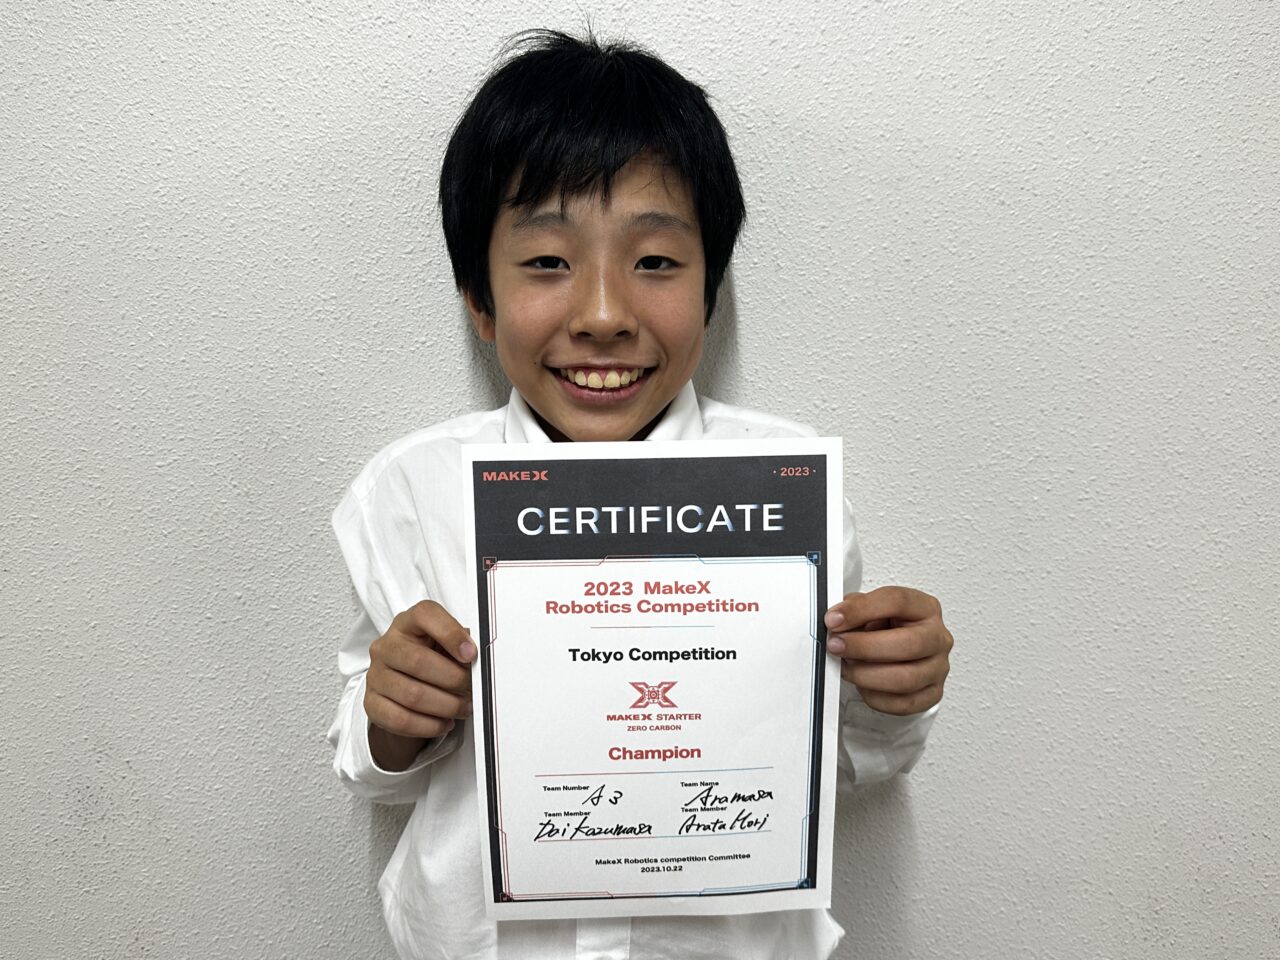 MAKEX
· 2023 ·
CERTIFICATE
2023 MakeX
Robotics Competition
Tokyo Competition
MAKEX STARTER
ZERO CARBON
Champion
Team Number A3
Team Name Aramasa
Team Member Doi Kazumasa
Team Member Arata Mori
MakeX Robotics competition Committee
2023.10.22